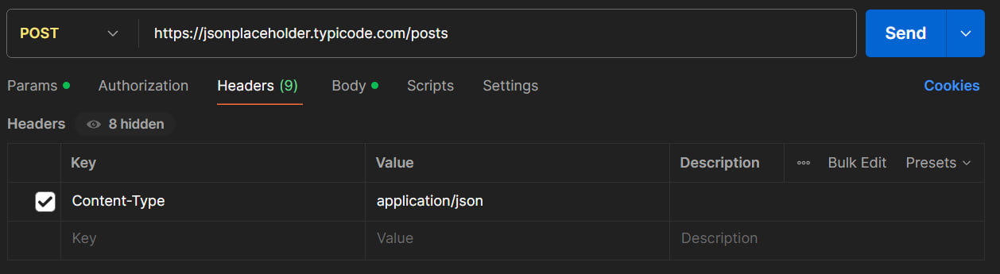 POST https://jsonplaceholder.typicode.com/posts Send
Params Authorization Headers (9) Body Scripts Settings Cookies
Headers 8 hidden
Key Value Description Bulk Edit Presets
Content-Type application/json
Key Value Description